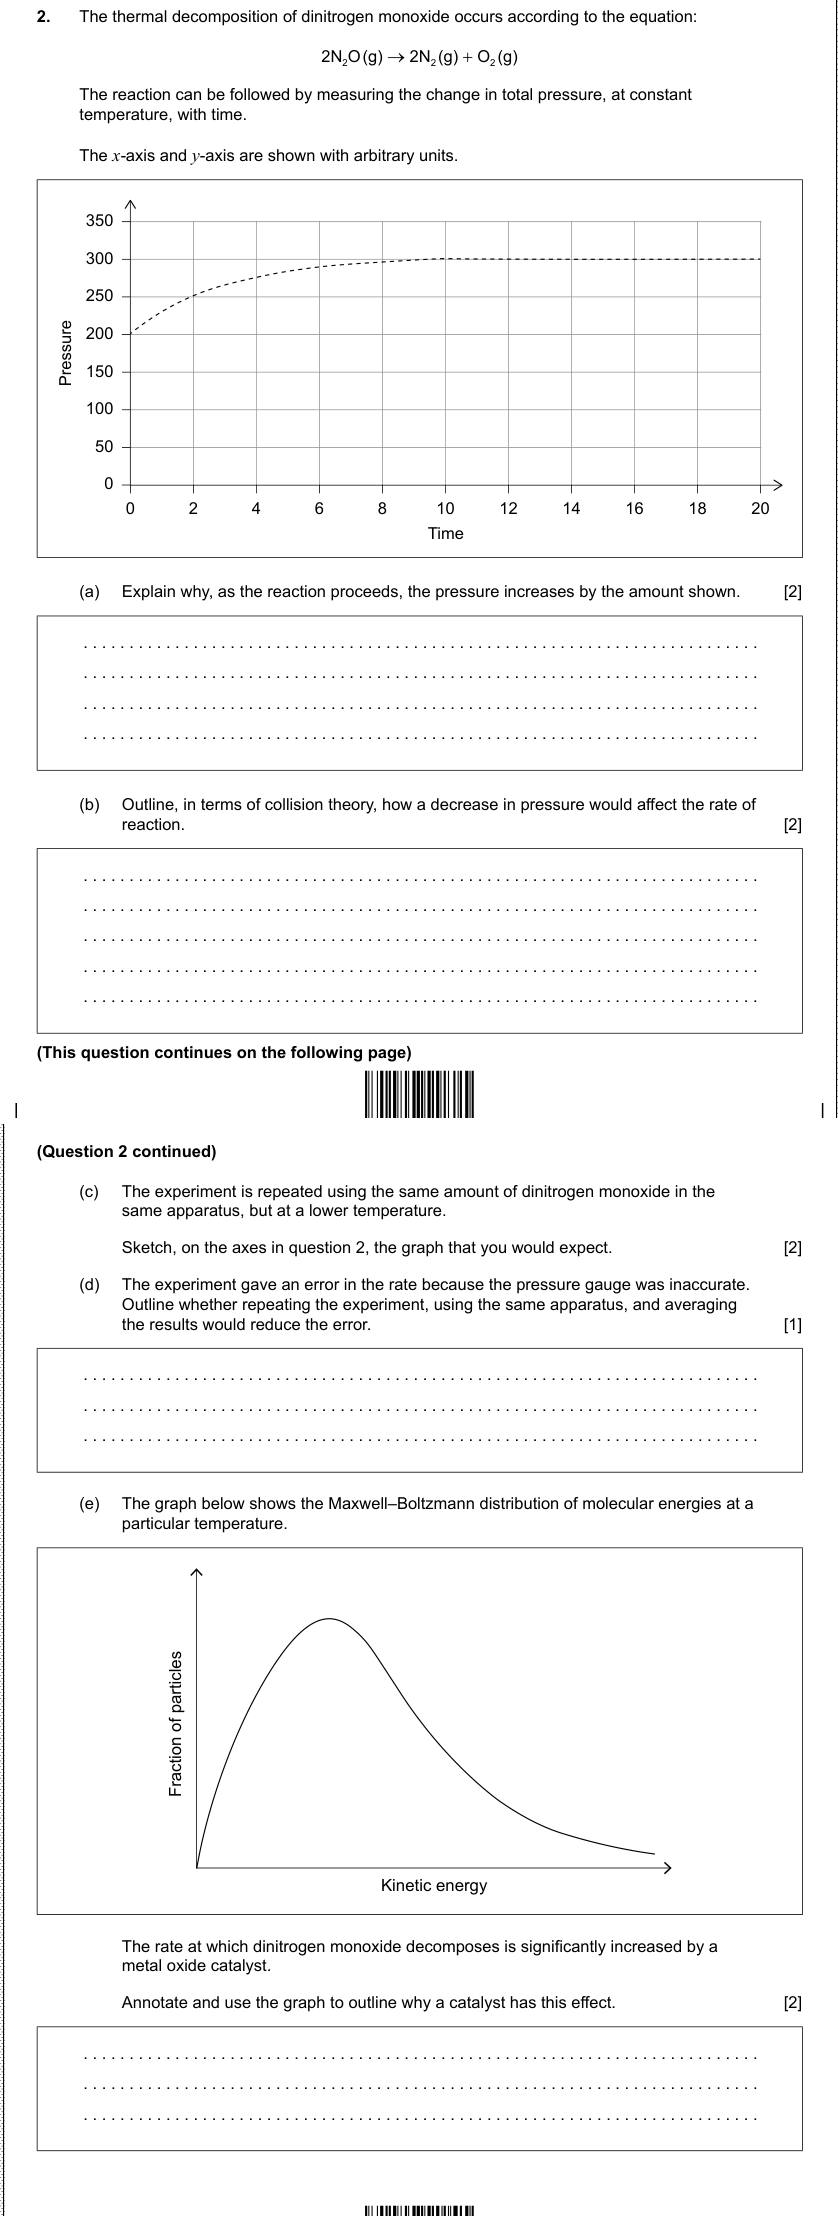 2. The thermal decomposition of dinitrogen monoxide occurs according to the equation:
2N₂O (g) → 2N₂ (g) + O₂ (g)
The reaction can be followed by measuring the change in total pressure, at constant
temperature, with time.
The x-axis and y-axis are shown with arbitrary units.
350
300
250
200
150
100
50
0
Pressure
0 2 4 6 8 10 12 14 16 18 20
Time
(a) Explain why, as the reaction proceeds, the pressure increases by the amount shown. [2]
(b) Outline, in terms of collision theory, how a decrease in pressure would affect the rate of
reaction. [2]
(This question continues on the following page)
(Question 2 continued)
(c) The experiment is repeated using the same amount of dinitrogen monoxide in the
same apparatus, but at a lower temperature.
Sketch, on the axes in question 2, the graph that you would expect. [2]
(d) The experiment gave an error in the rate because the pressure gauge was inaccurate.
Outline whether repeating the experiment, using the same apparatus, and averaging
the results would reduce the error. [1]
(e) The graph below shows the Maxwell–Boltzmann distribution of molecular energies at a
particular temperature.
Fraction of particles
Kinetic energy
The rate at which dinitrogen monoxide decomposes is significantly increased by a
metal oxide catalyst.
Annotate and use the graph to outline why a catalyst has this effect. [2]